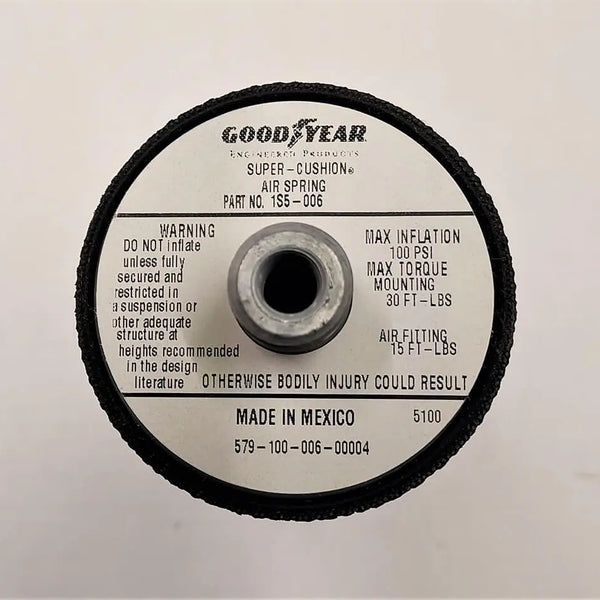 GOODYEAR
ENGINEERED PRODUCTS
SUPER-CUSHION®
AIR SPRING
PART NO. 1S5-006
WARNING
DO NOT inflate
unless fully
secured and
restricted in
a suspension or
other adequate
structure at
heights recommended
in the design
literature OTHERWISE BODILY INJURY COULD RESULT
MAX INFLATION
100 PSI
MAX TORQUE
MOUNTING
30 FT-LBS
AIR FITTING
15 FT-LBS
MADE IN MEXICO 5100
579-100-006-00004